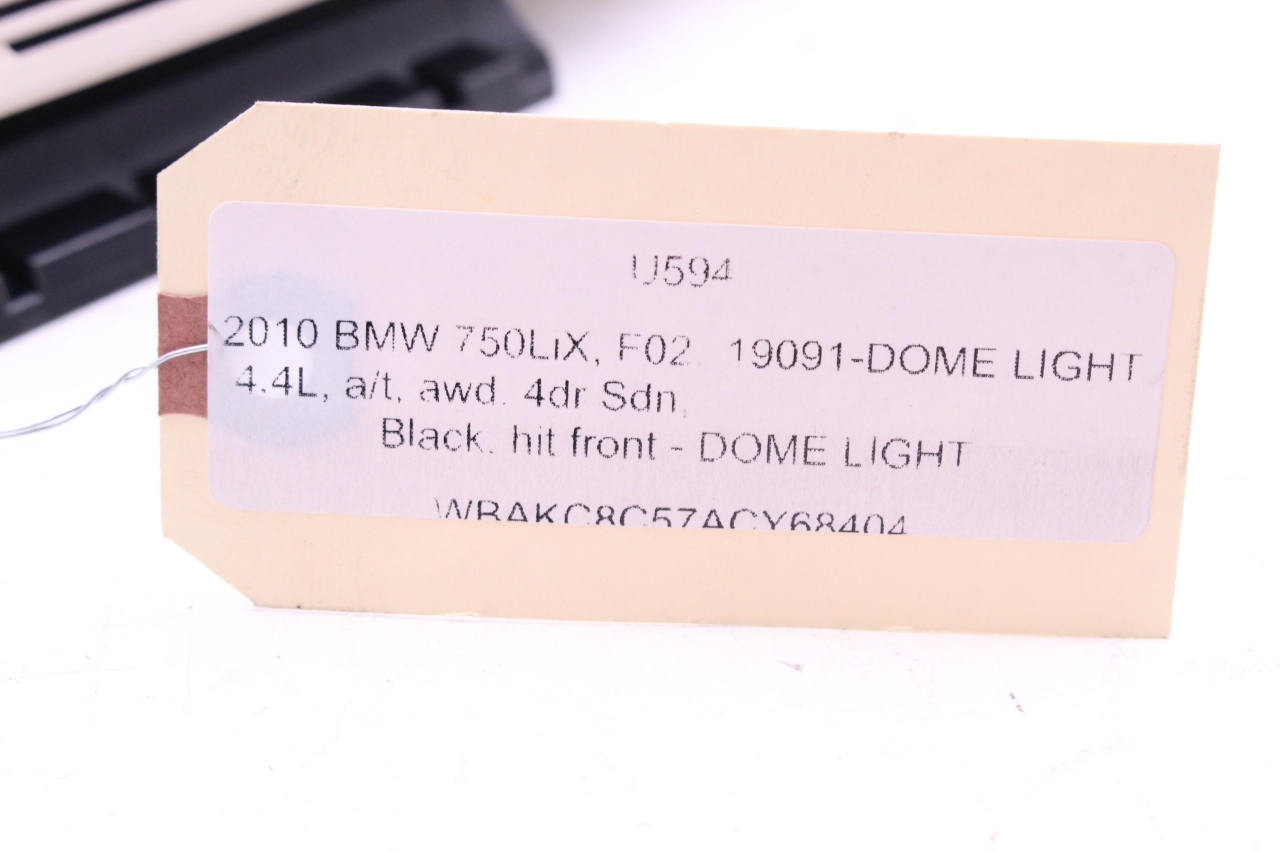 U594
2010 BMW 750LiX, F02, 19091-DOME LIGHT
4.4L, a/t, awd, 4dr Sdn,
Black, hit front - DOME LIGHT
WBAKC8C57ACY68404